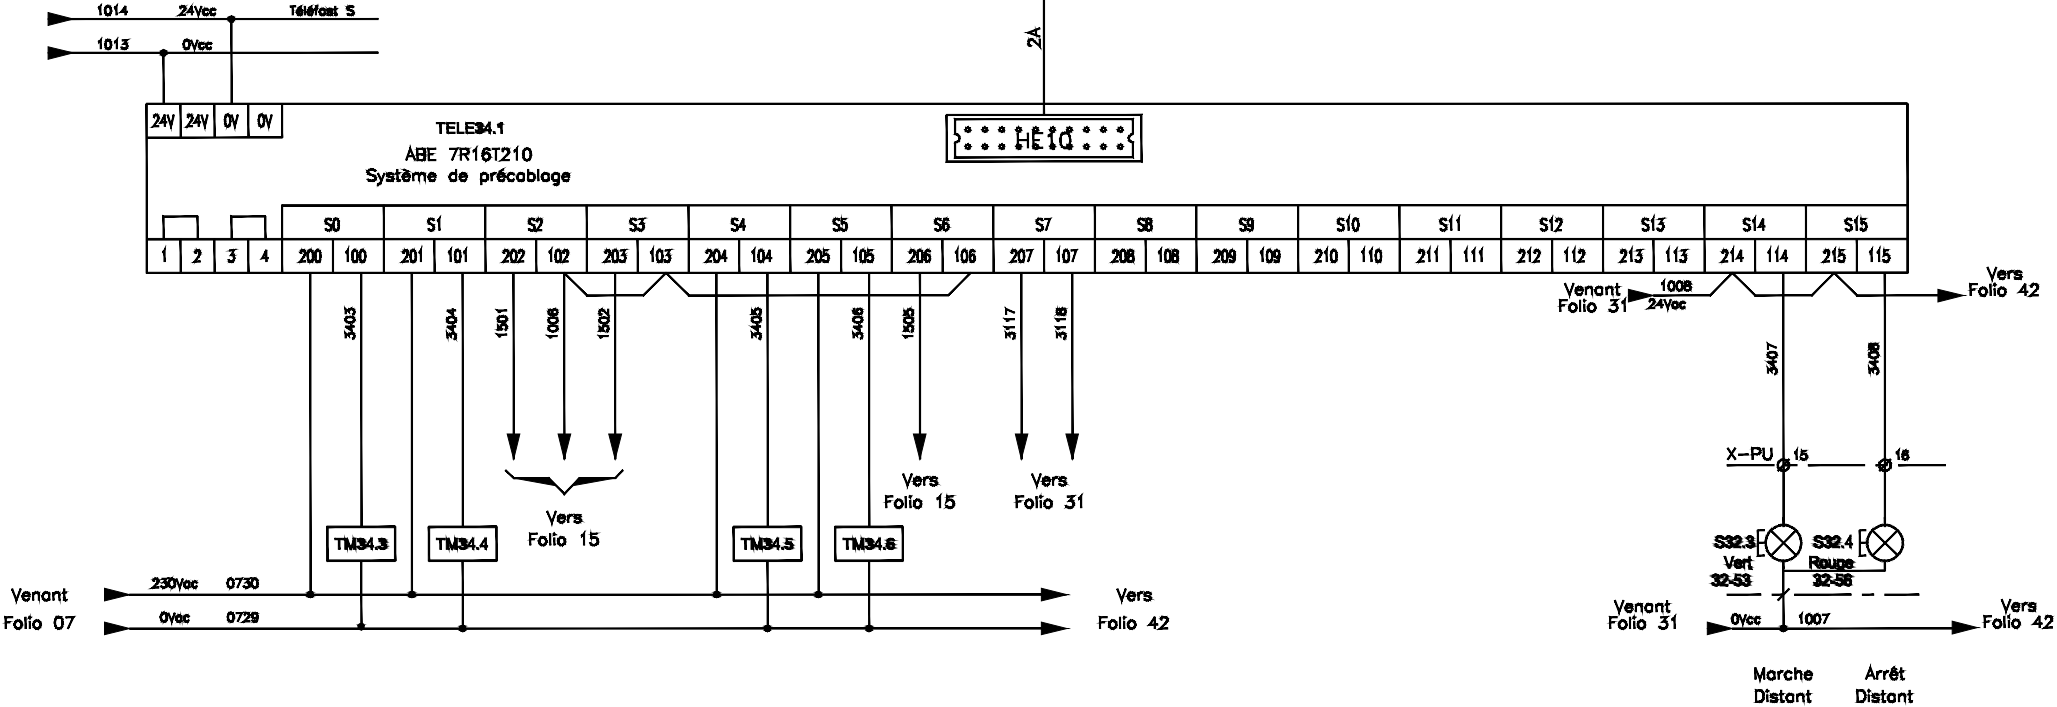 1014 24Vcc Téléfast S
1013 0Vcc
2A
24V 24V 0V 0V
TELE34.1
ABE 7R16T210
Système de précablage
HE10
S0 S1 S2 S3 S4 S5 S6 S7 S8 S9 S10 S11 S12 S13 S14 S15
1 2 3 4 200 100 201 101 202 102 203 103 204 104 205 105 206 106 207 107 208 108 209 109 210 110 211 111 212 112 213 113 214 114 215 115
Venant
Folio 31
1008
24Vac
Vers
Folio 42
3403 3404 1501 1006 1502 3405 3406 1505 3117 3118 3407 3408
X-PU 15 16
Vers
Folio 15
Vers
Folio 15
Vers
Folio 31
TM34.3 TM34.4 TM34.5 TM34.6
S32.3
Vert
32-53
S32.4
Rouge
32-56
Venant
Folio 07
230Vac 0730
0Vac 0729
Vers
Folio 42
Venant
Folio 31
0Vcc 1007
Vers
Folio 42
Marche
Distant
Arrêt
Distant